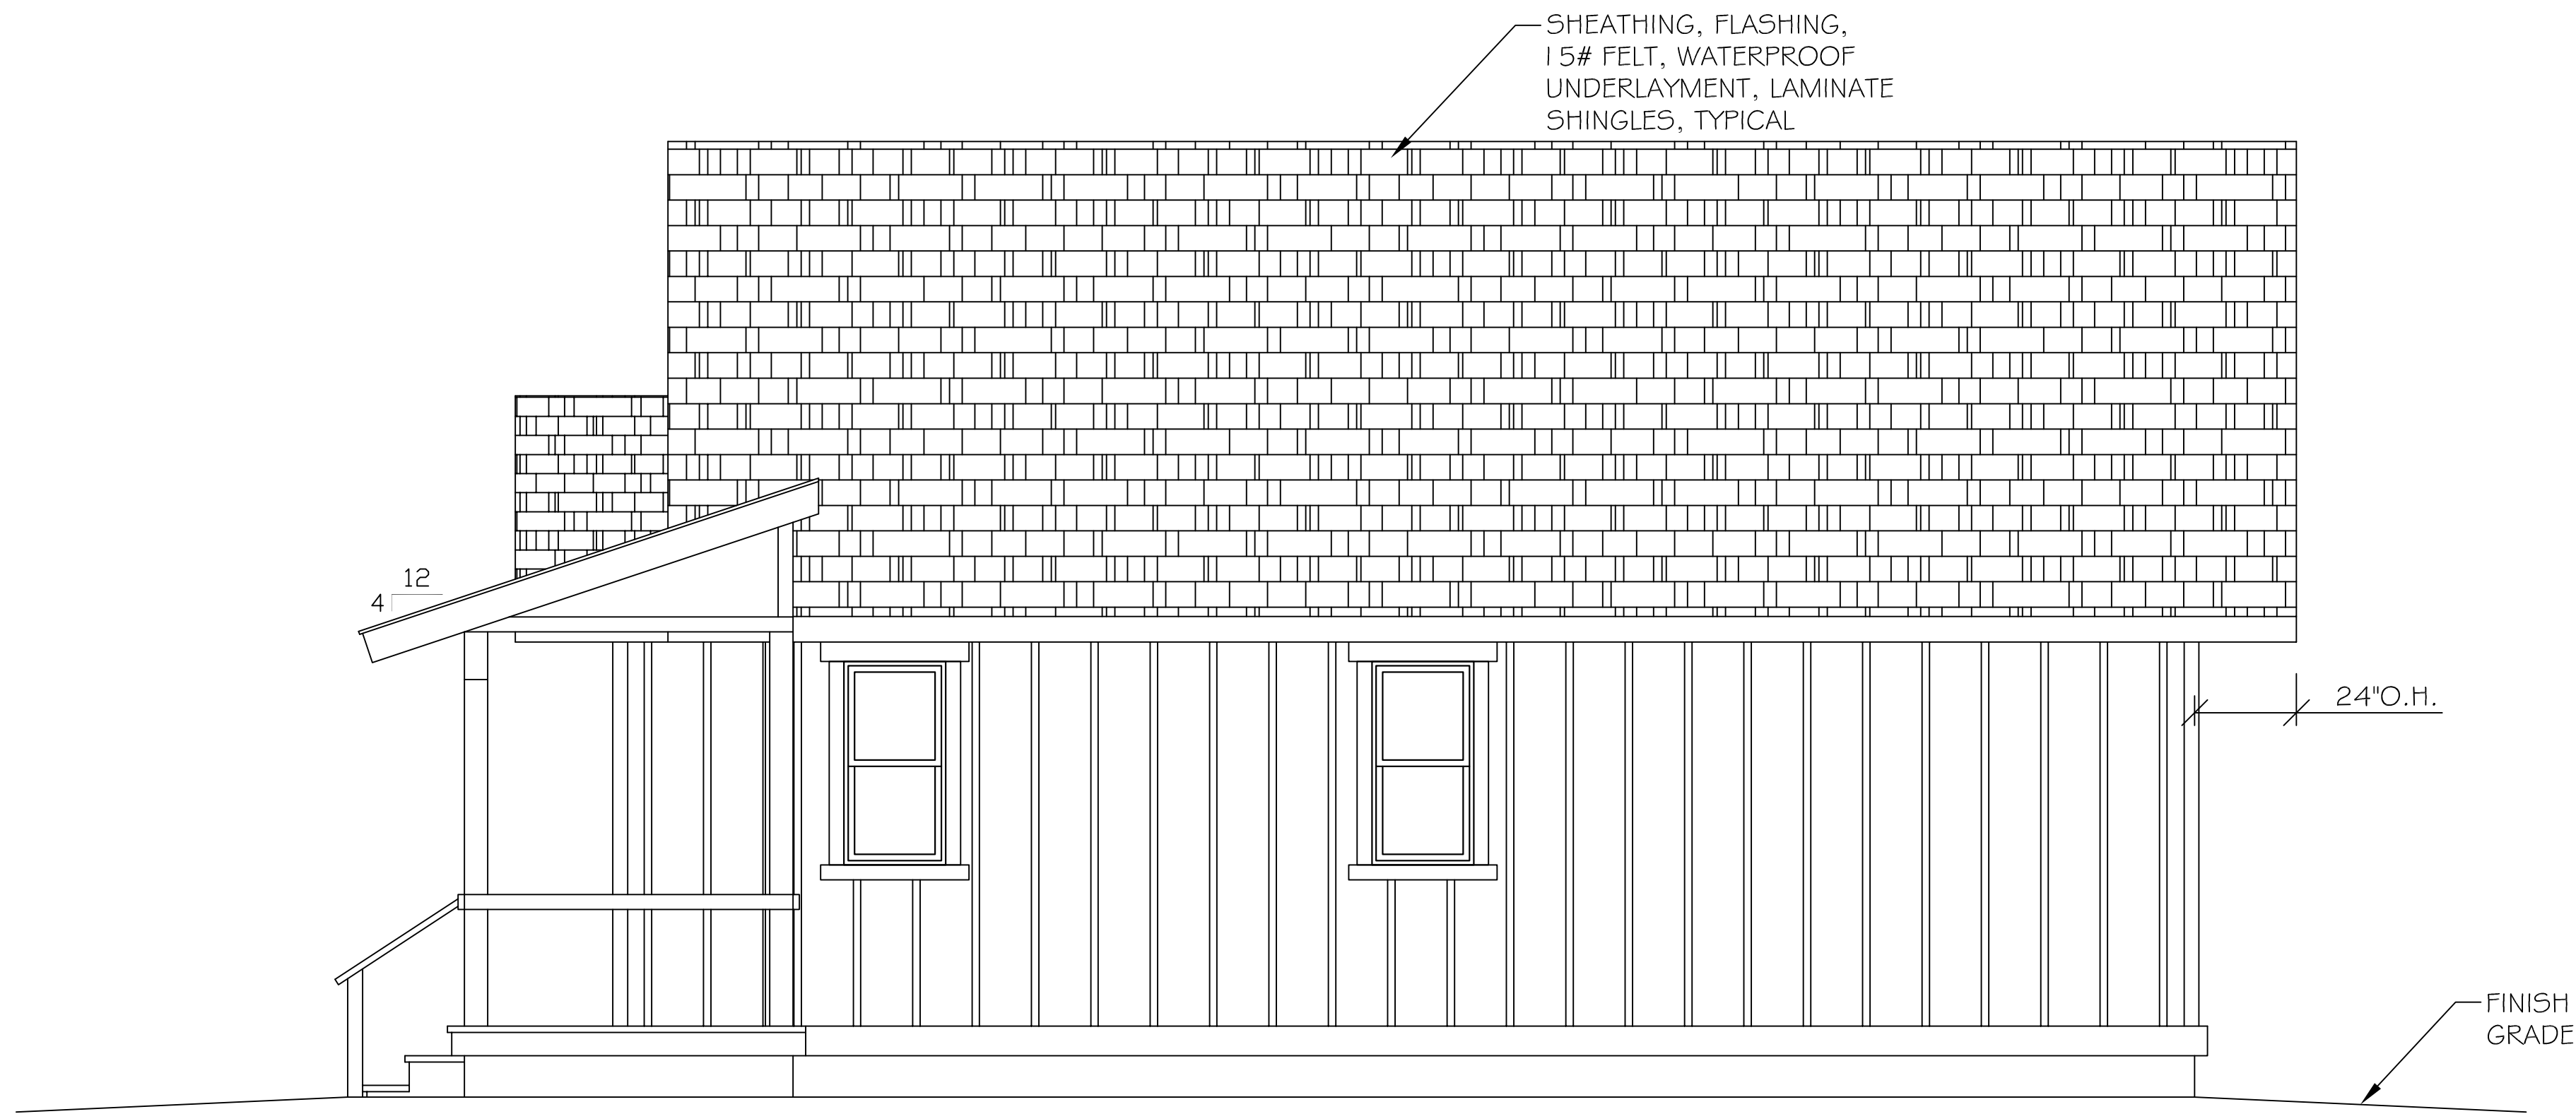 SHEATHING, FLASHING,
15# FELT, WATERPROOF
UNDERLAYMENT, LAMINATE
SHINGLES, TYPICAL
12
4
24"O.H.
FINISH
GRADE